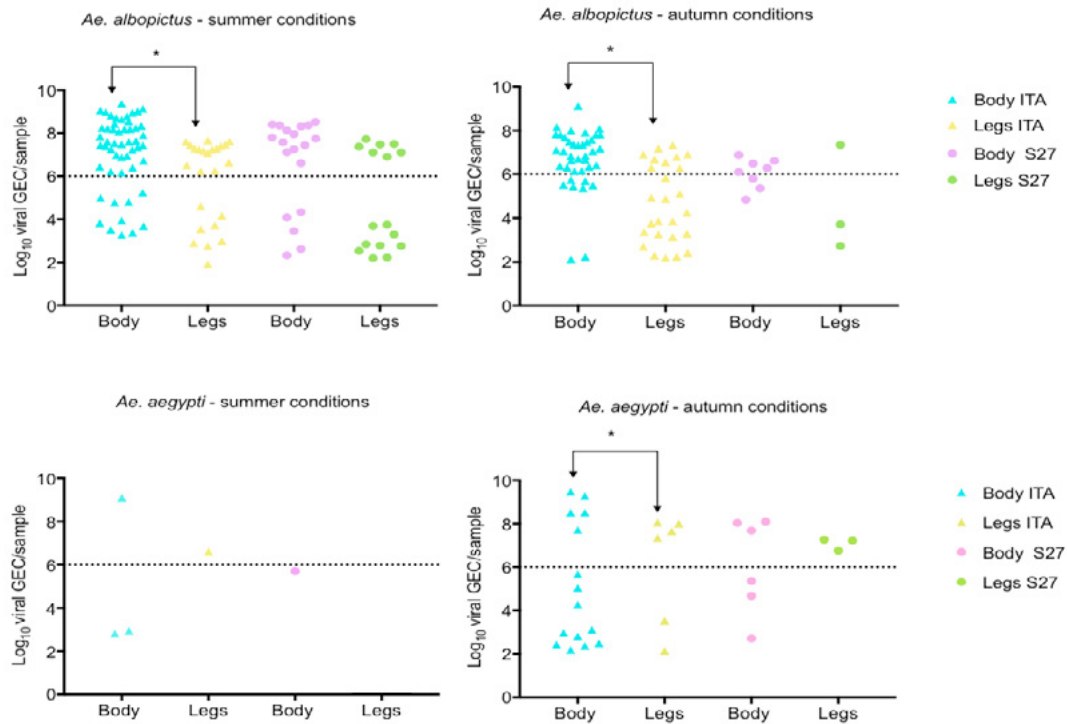 Ae. albopictus - summer conditions
*
10
8
6
4
2
0
Log10 viral GEC/sample
Body Legs Body Legs
Ae. albopictus - autumn conditions
*
10
8
6
4
2
0
Log10 viral GEC/sample
Body Legs Body Legs
Body ITA
Legs ITA
Body S27
Legs S27
Ae. aegypti - summer conditions
10
8
6
4
2
0
Log10 viral GEC/sample
Body Legs Body Legs
Ae. aegypti - autumn conditions
*
10
8
6
4
2
0
Log10 viral GEC/sample
Body Legs Body Legs
Body ITA
Legs ITA
Body S27
Legs S27